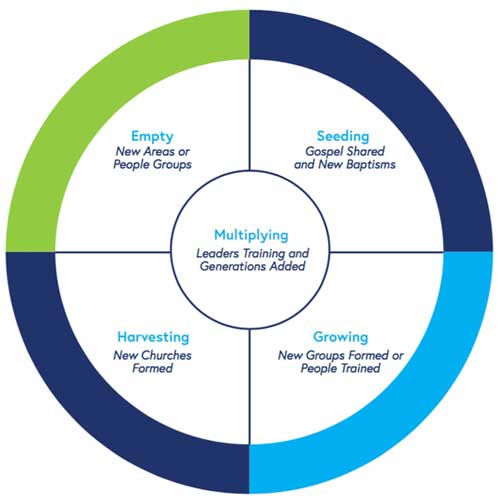 Empty
New Areas or
People Groups
Seeding
Gospel Shared
and New Baptisms
Multiplying
Leaders Training and
Generations Added
Harvesting
New Churches
Formed
Growing
New Groups Formed or
People Trained